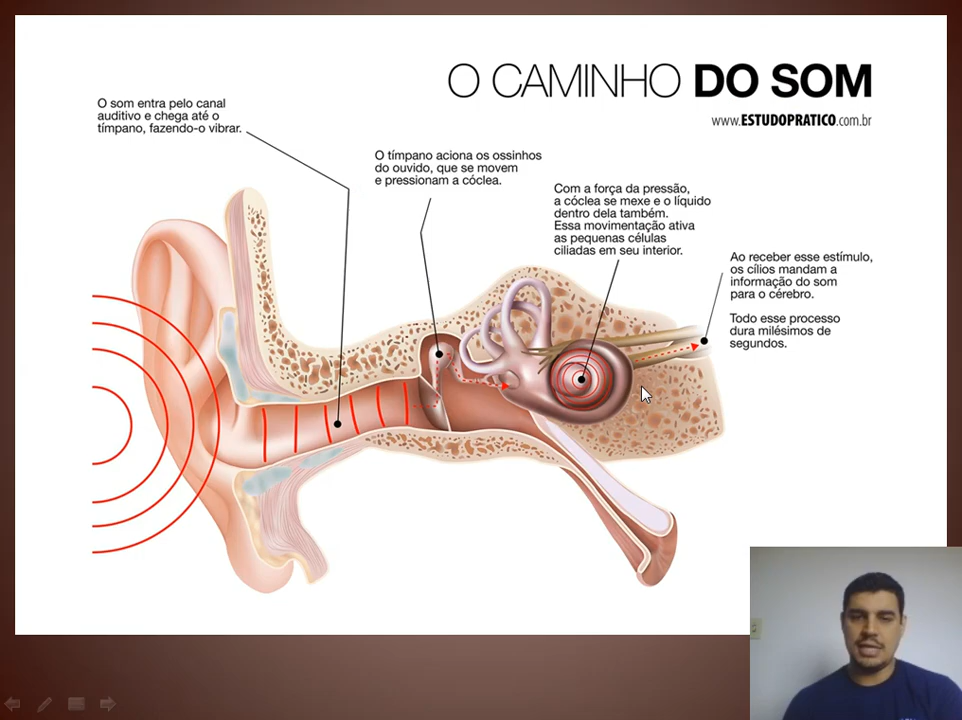 O CAMINHO DO SOM
www.ESTUDOPRATICO.com.br
O som entra pelo canal
auditivo e chega até o
tímpano, fazendo-o vibrar.
O tímpano aciona os ossinhos
do ouvido, que se movem
e pressionam a cóclea.
Com a força da pressão,
a cóclea se mexe e o líquido
dentro dela também.
Essa movimentação ativa
as pequenas células
ciliadas em seu interior.
Ao receber esse estímulo,
os cílios mandam a
informação do som
para o cérebro.
Todo esse processo
dura milésimos de
segundos.